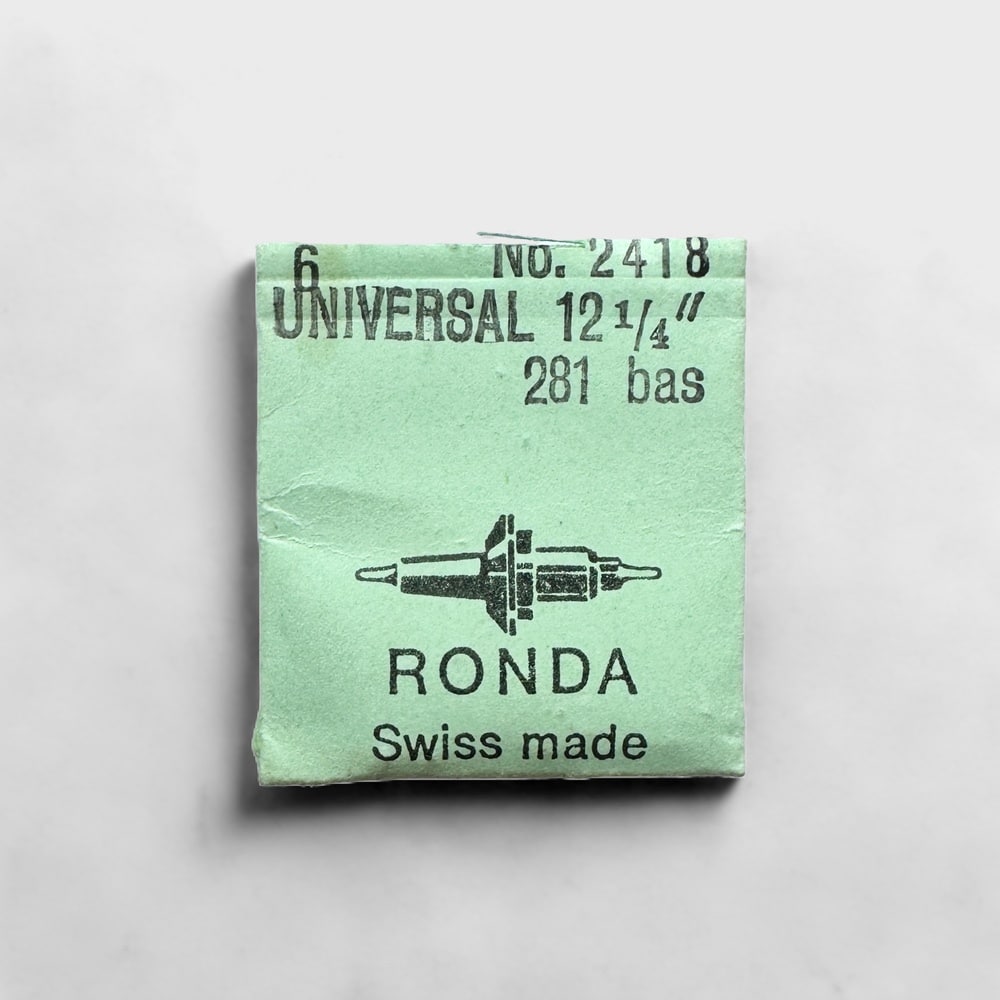 6 No. 2418
UNIVERSAL 12 1/4"
281 bas
RONDA
Swiss made